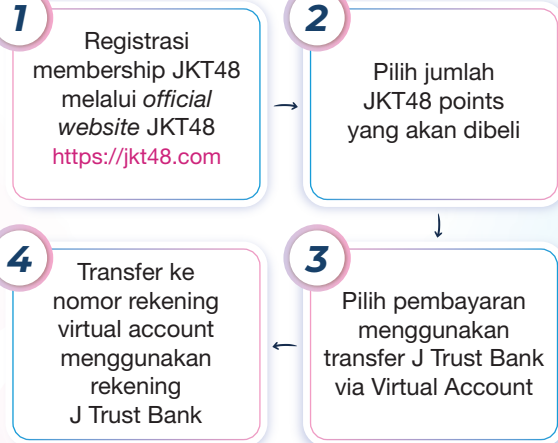 1
Registrasi
membership JKT48
melalui official
website JKT48
https://jkt48.com
2
Pilih jumlah
JKT48 points
yang akan dibeli
3
Pilih pembayaran
menggunakan
transfer J Trust Bank
via Virtual Account
4
Transfer ke
nomor rekening
virtual account
menggunakan
rekening
J Trust Bank